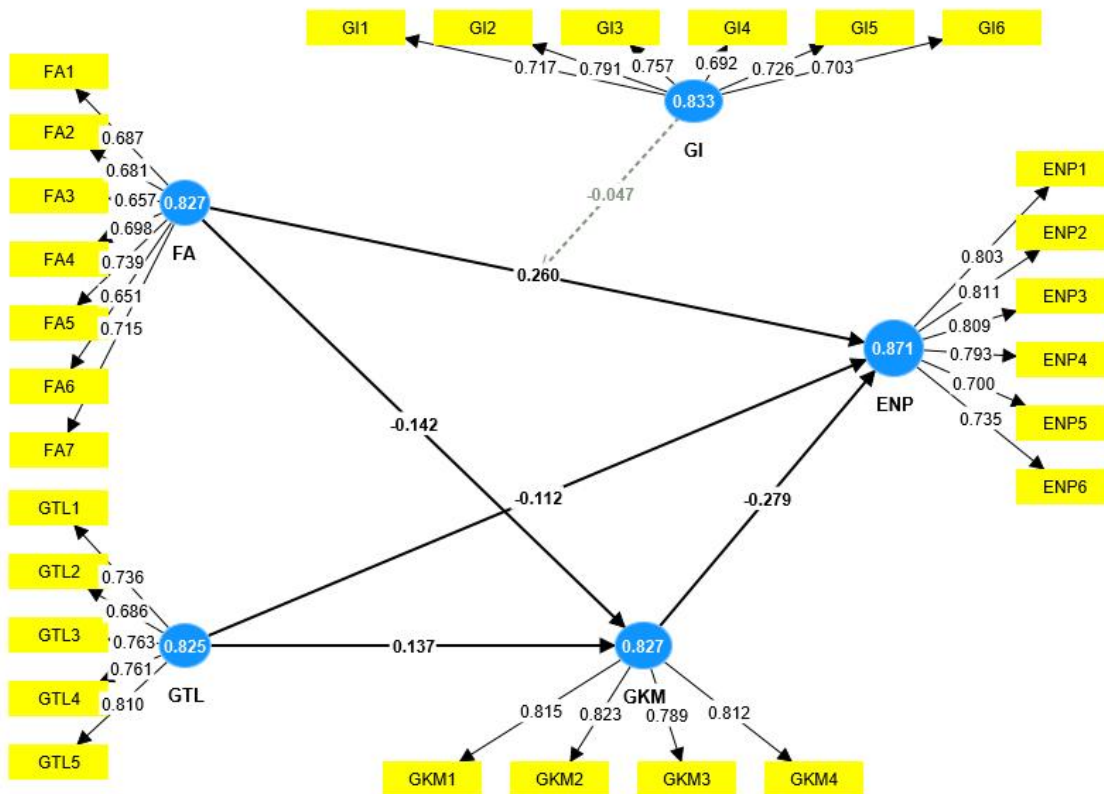 GI1
GI2
GI3
GI4
GI5
GI6
0.717
0.791
0.757
0.692
0.726
0.703
0.833
GI
-0.047
FA1
FA2
FA3
FA4
FA5
FA6
FA7
0.687
0.681
0.657
0.698
0.739
0.651
0.715
0.827
FA
0.260
-0.142
-0.112
-0.279
0.137
ENP1
ENP2
ENP3
ENP4
ENP5
ENP6
0.803
0.811
0.809
0.793
0.700
0.735
0.871
ENP
GTL1
GTL2
GTL3
GTL4
GTL5
0.736
0.686
0.763
0.761
0.810
0.825
GTL
0.827
GKM
0.815
0.823
0.789
0.812
GKM1
GKM2
GKM3
GKM4